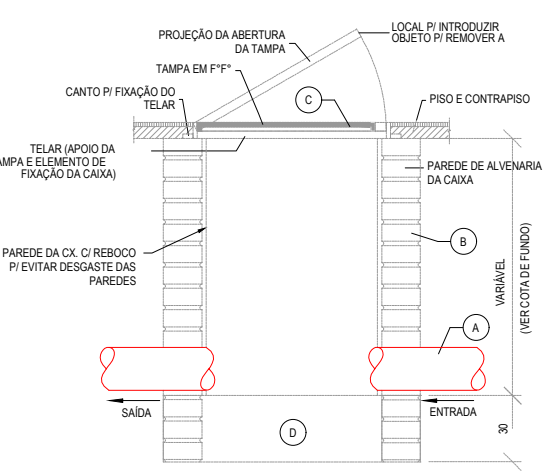 PROJEÇÃO DA ABERTURA
DA TAMPA
LOCAL P/ INTRODUZIR
OBJETO P/ REMOVER A
TAMPA EM F°F°
CANTO P/ FIXAÇÃO DO
TELAR
C
PISO E CONTRAPISO
TELAR (APOIO DA
AMPA E ELEMENTO DE
FIXAÇÃO DA CAIXA)
PAREDE DE ALVENARIA
DA CAIXA
B
PAREDE DA CX. C/ REBOCO
P/ EVITAR DESGASTE DAS
PAREDES
VARIÁVEL
(VER COTA DE FUNDO)
A
SAÍDA
ENTRADA
D
30